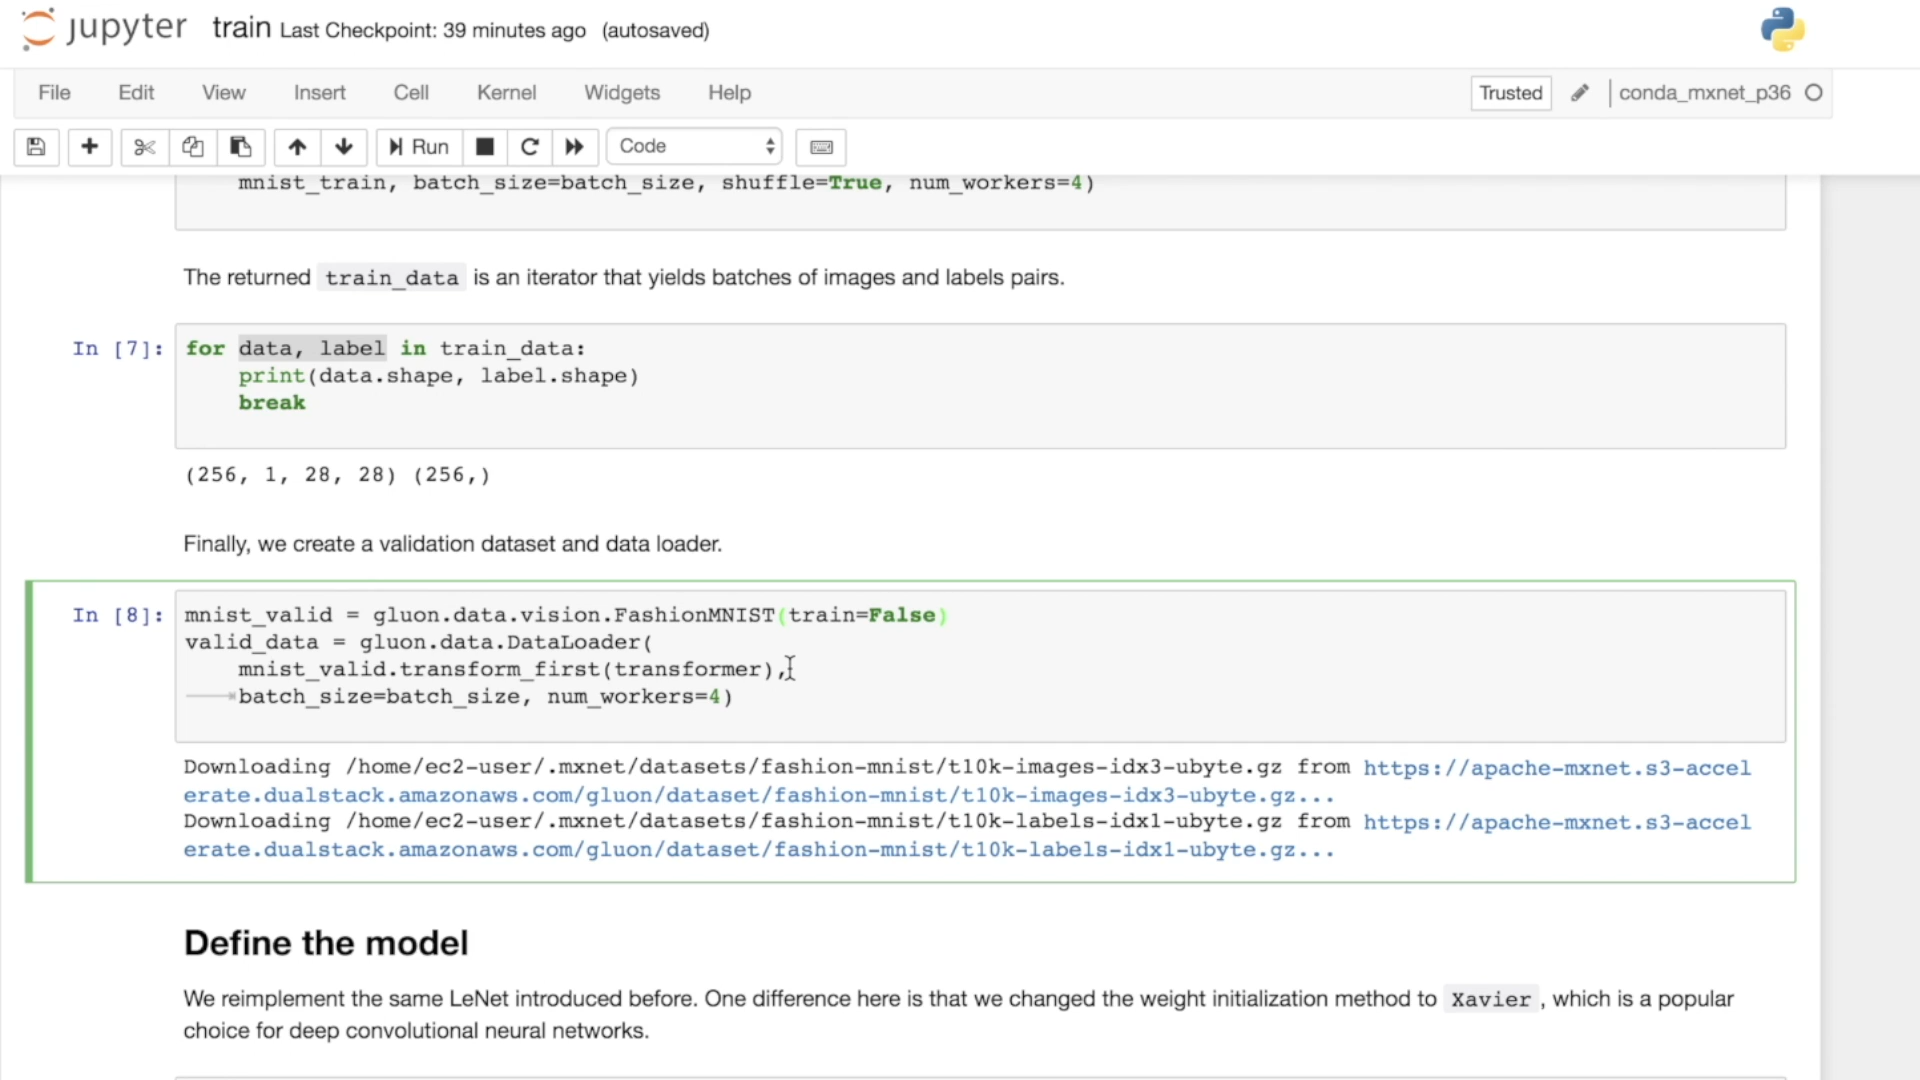 jupyter train Last Checkpoint: 39 minutes ago (autosaved)
File Edit View Insert Cell Kernel Widgets Help Trusted conda_mxnet_p36
Run Code
mnist_train, batch_size=batch_size, shuffle=True, num_workers=4)
The returned train_data is an iterator that yields batches of images and labels pairs.
In [7]: for data, label in train_data:
print(data.shape, label.shape)
break
(256, 1, 28, 28) (256,)
Finally, we create a validation dataset and data loader.
In [8]: mnist_valid = gluon.data.vision.FashionMNIST(train=False)
valid_data = gluon.data.DataLoader(
mnist_valid.transform_first(transformer),
batch_size=batch_size, num_workers=4)
Downloading /home/ec2-user/.mxnet/datasets/fashion-mnist/t10k-images-idx3-ubyte.gz from https://apache-mxnet.s3-accel
erate.dualstack.amazonaws.com/gluon/dataset/fashion-mnist/t10k-images-idx3-ubyte.gz...
Downloading /home/ec2-user/.mxnet/datasets/fashion-mnist/t10k-labels-idx1-ubyte.gz from https://apache-mxnet.s3-accel
erate.dualstack.amazonaws.com/gluon/dataset/fashion-mnist/t10k-labels-idx1-ubyte.gz...
Define the model
We reimplement the same LeNet introduced before. One difference here is that we changed the weight initialization method to Xavier , which is a popular
choice for deep convolutional neural networks.